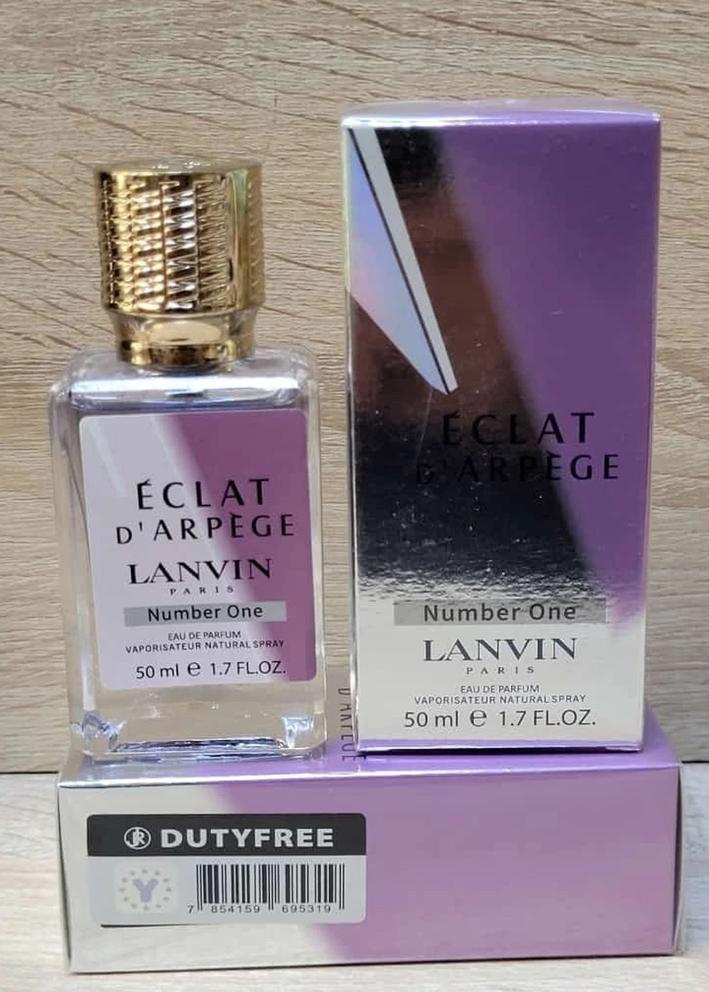 ÉCLAT
D'ARPÈGE
LANVIN
PARIS
Number One
EAU DE PARFUM
VAPORISATEUR NATURAL SPRAY
50 ml e 1.7 FL.OZ.
ÉCLAT
D'ARPÈGE
Number One
LANVIN
PARIS
EAU DE PARFUM
VAPORISATEUR NATURAL SPRAY
50 ml e 1.7 FL.OZ.
D'ARPÈGE
DUTYFREE
Y
7 854159 695319